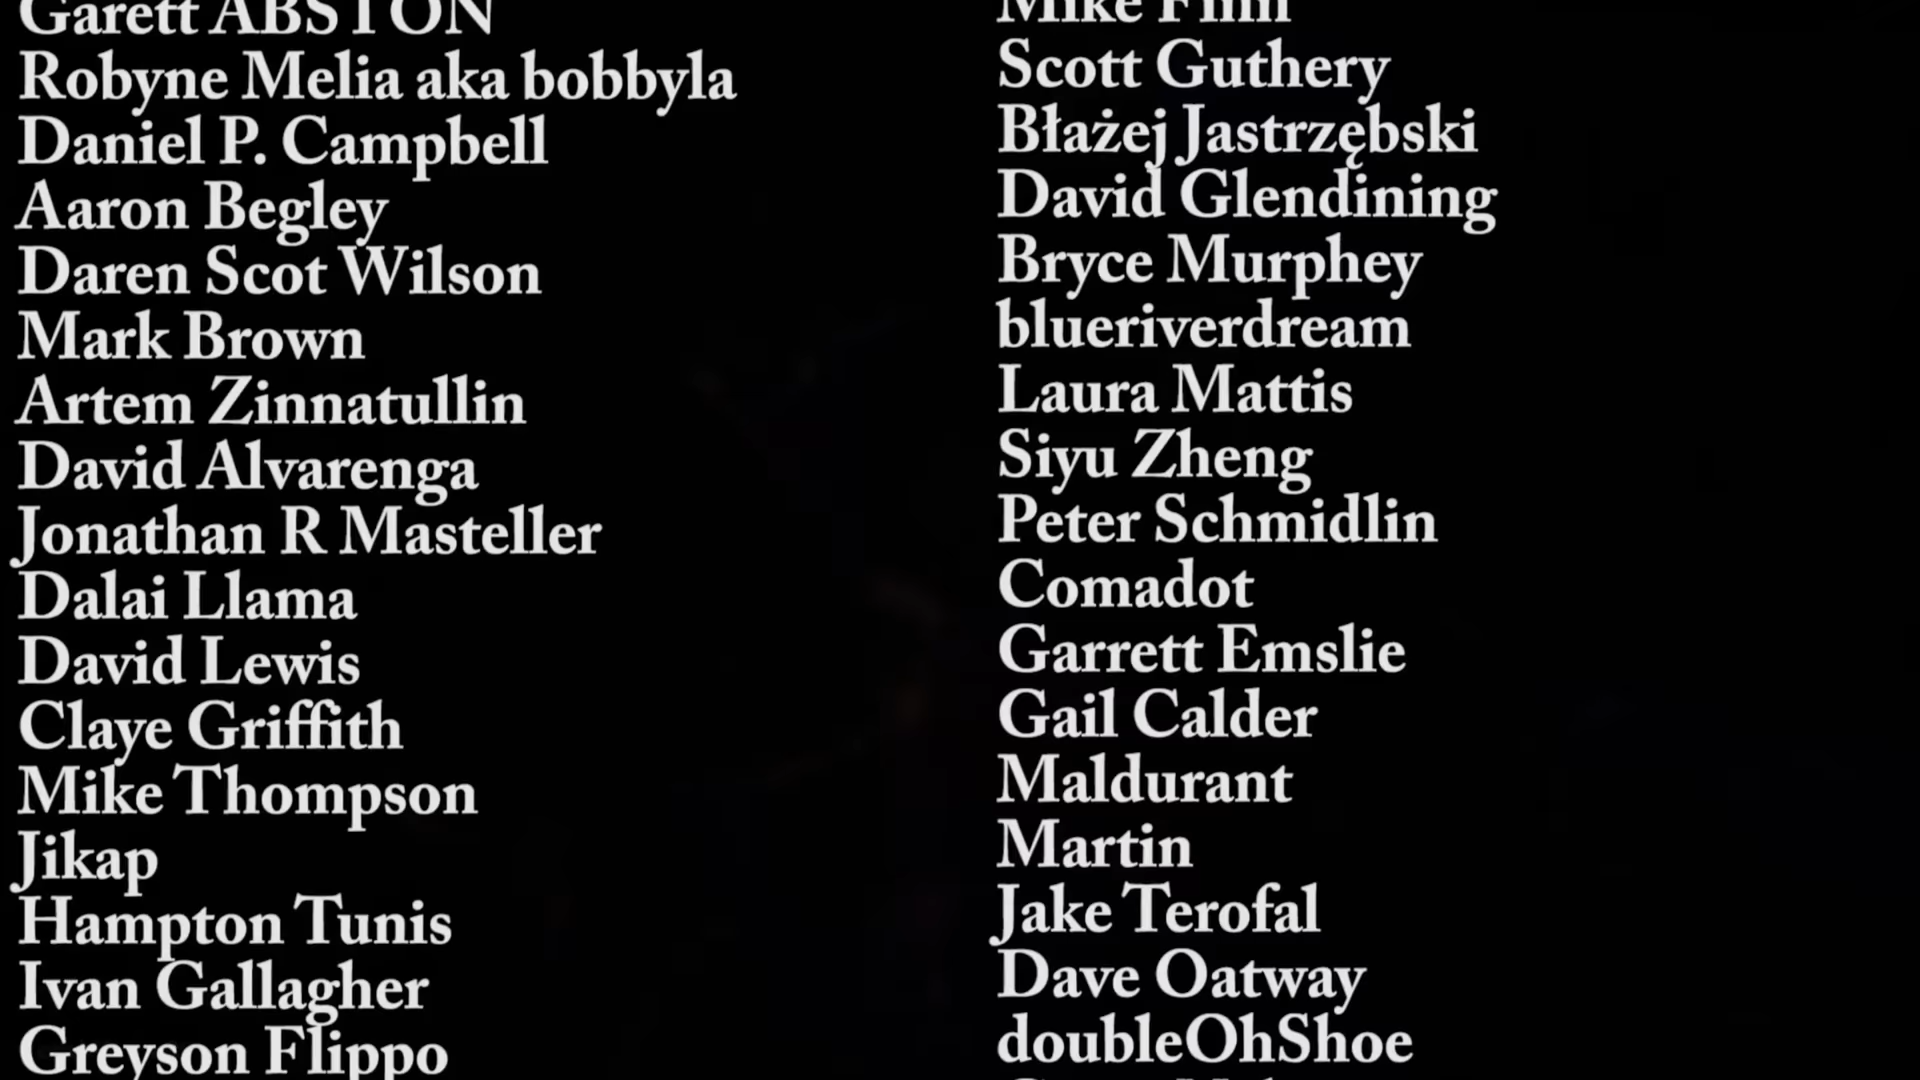 Garett ABSTON
Robyne Melia aka bobbyla
Daniel P. Campbell
Aaron Begley
Daren Scot Wilson
Mark Brown
Artem Zinnatullin
David Alvarenga
Jonathan R Masteller
Dalai Llama
David Lewis
Claye Griffith
Mike Thompson
Jikap
Hampton Tunis
Ivan Gallagher
Greyson Flippo
Mike
Scott Guthery
Błażej Jastrzębski
David Glendining
Bryce Murphey
blueriverdream
Laura Mattis
Siyu Zheng
Peter Schmidlin
Comadot
Garrett Emslie
Gail Calder
Maldurant
Martin
Jake Terofal
Dave Oatway
doubleOhShoe